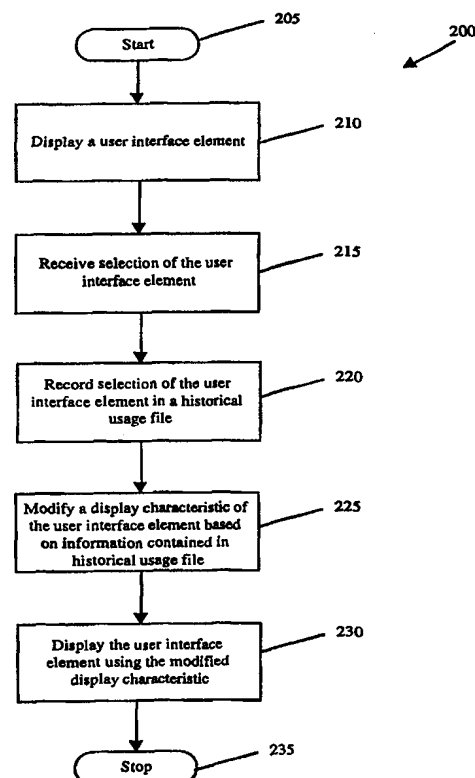 205
Start
200
Display a user interface element
210
Receive selection of the user
interface element
215
Record selection of the user
interface element in a historical
usage file
220
Modify a display characteristic of
the user interface element based
on information contained in
historical usage file
225
Display the user interface
element using the modified
display characteristic
230
Stop
235